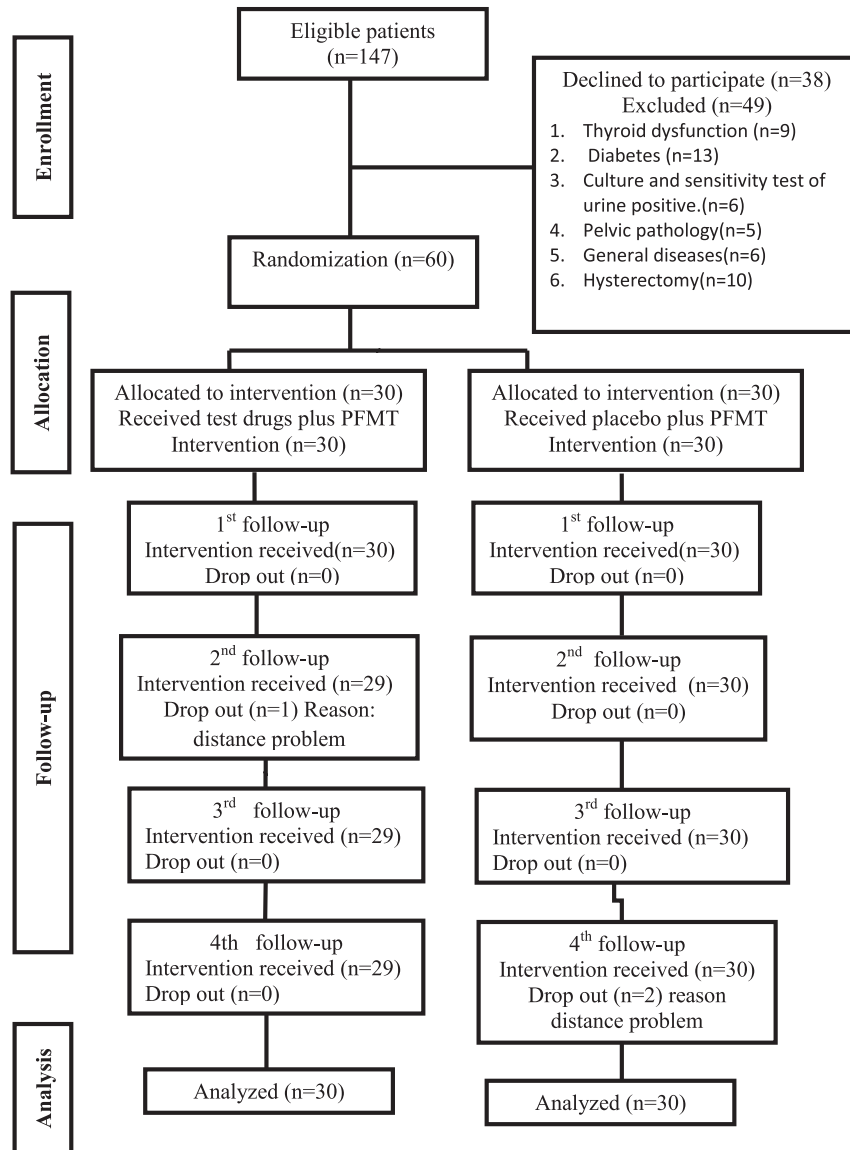 Enrollment
Eligible patients
(n=147)
Declined to participate (n=38)
Excluded (n=49)
1. Thyroid dysfunction (n=9)
2. Diabetes (n=13)
3. Culture and sensitivity test of
urine positive.(n=6)
4. Pelvic pathology(n=5)
5. General diseases(n=6)
6. Hysterectomy(n=10)
Randomization (n=60)
Allocation
Allocated to intervention (n=30)
Received test drugs plus PFMT
Intervention (n=30)
Allocated to intervention (n=30)
Received placebo plus PFMT
Intervention (n=30)
Follow-up
1st follow-up
Intervention received(n=30)
Drop out (n=0)
1st follow-up
Intervention received(n=30)
Drop out (n=0)
2nd follow-up
Intervention received (n=29)
Drop out (n=1) Reason:
distance problem
2nd follow-up
Intervention received (n=30)
Drop out (n=0)
3rd follow-up
Intervention received (n=29)
Drop out (n=0)
3rd follow-up
Intervention received (n=30)
Drop out (n=0)
4th follow-up
Intervention received (n=29)
Drop out (n=0)
4th follow-up
Intervention received (n=30)
Drop out (n=2) reason
distance problem
Analysis
Analyzed (n=30)
Analyzed (n=30)